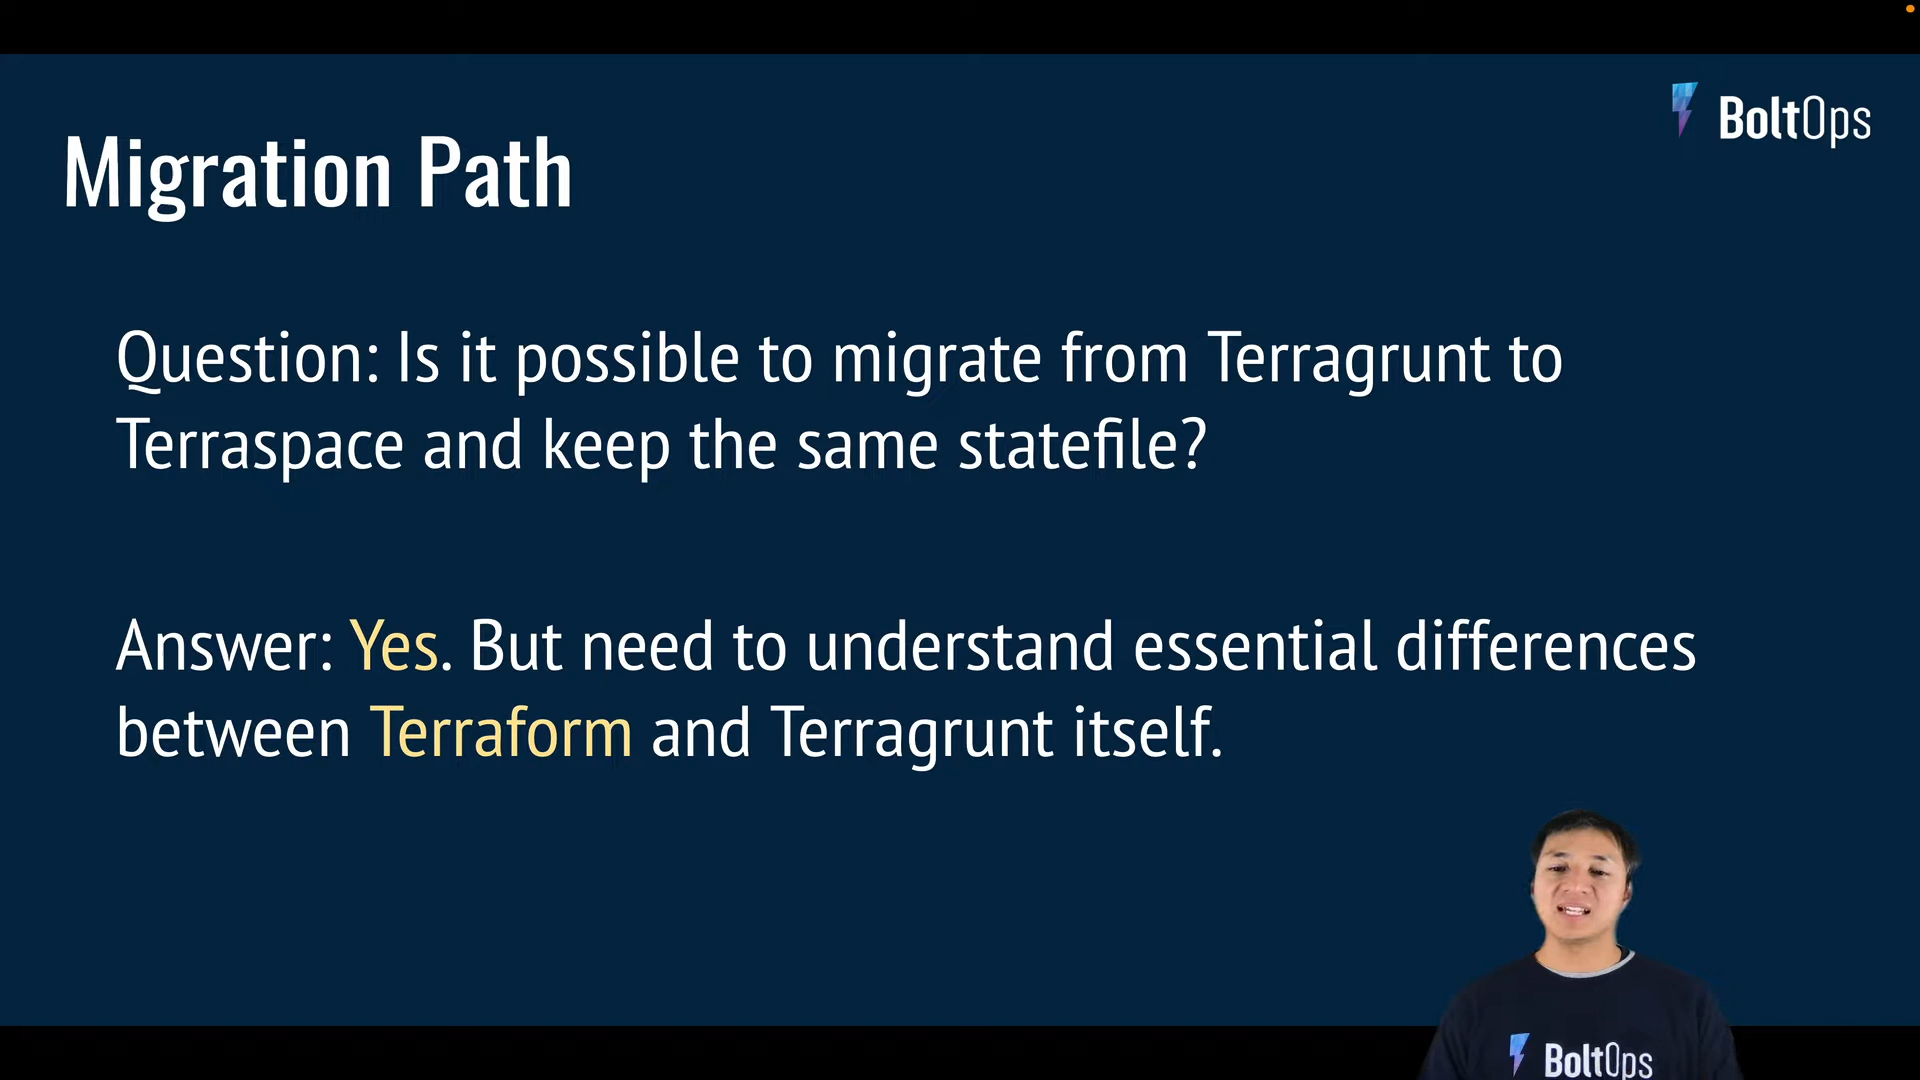 BoltOps
Migration Path
Question: Is it possible to migrate from Terragrunt to
Terraspace and keep the same statefile?
Answer: Yes. But need to understand essential differences
between Terraform and Terragrunt itself.
BoltOps